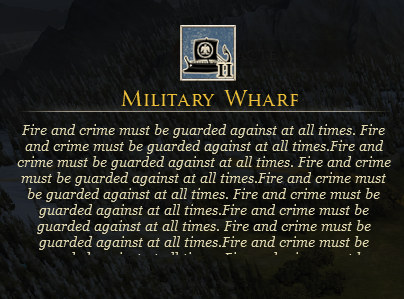 II
Military Wharf
Fire and crime must be guarded against at all times. Fire
and crime must be guarded against at all times.Fire and
crime must be guarded against at all times. Fire and crime
must be guarded against at all times.Fire and crime must
be guarded against at all times. Fire and crime must be
guarded against at all times.Fire and crime must be
guarded against at all times. Fire and crime must be
guarded against at all times.Fire and crime must be